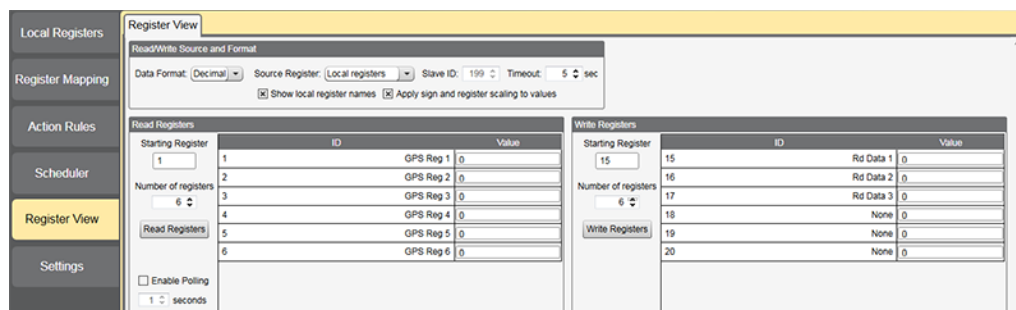 Local Registers
Register Mapping
Action Rules
Scheduler
Register View
Settings
Register View
Read/Write Source and Format
Data Format: Decimal Source Register: Local registers Slave ID: 199 Timeout: 5 sec
Show local register names Apply sign and register scaling to values
Read Registers
Starting Register
1
Number of registers
6
Read Registers
Enable Polling
1 seconds
ID Value
1 GPS Reg 1 0
2 GPS Reg 2 0
3 GPS Reg 3 0
4 GPS Reg 4 0
5 GPS Reg 5 0
6 GPS Reg 6 0
Write Registers
Starting Register
15
Number of registers
6
Write Registers
ID Value
15 Rd Data 1 0
16 Rd Data 2 0
17 Rd Data 3 0
18 None 0
19 None 0
20 None 0